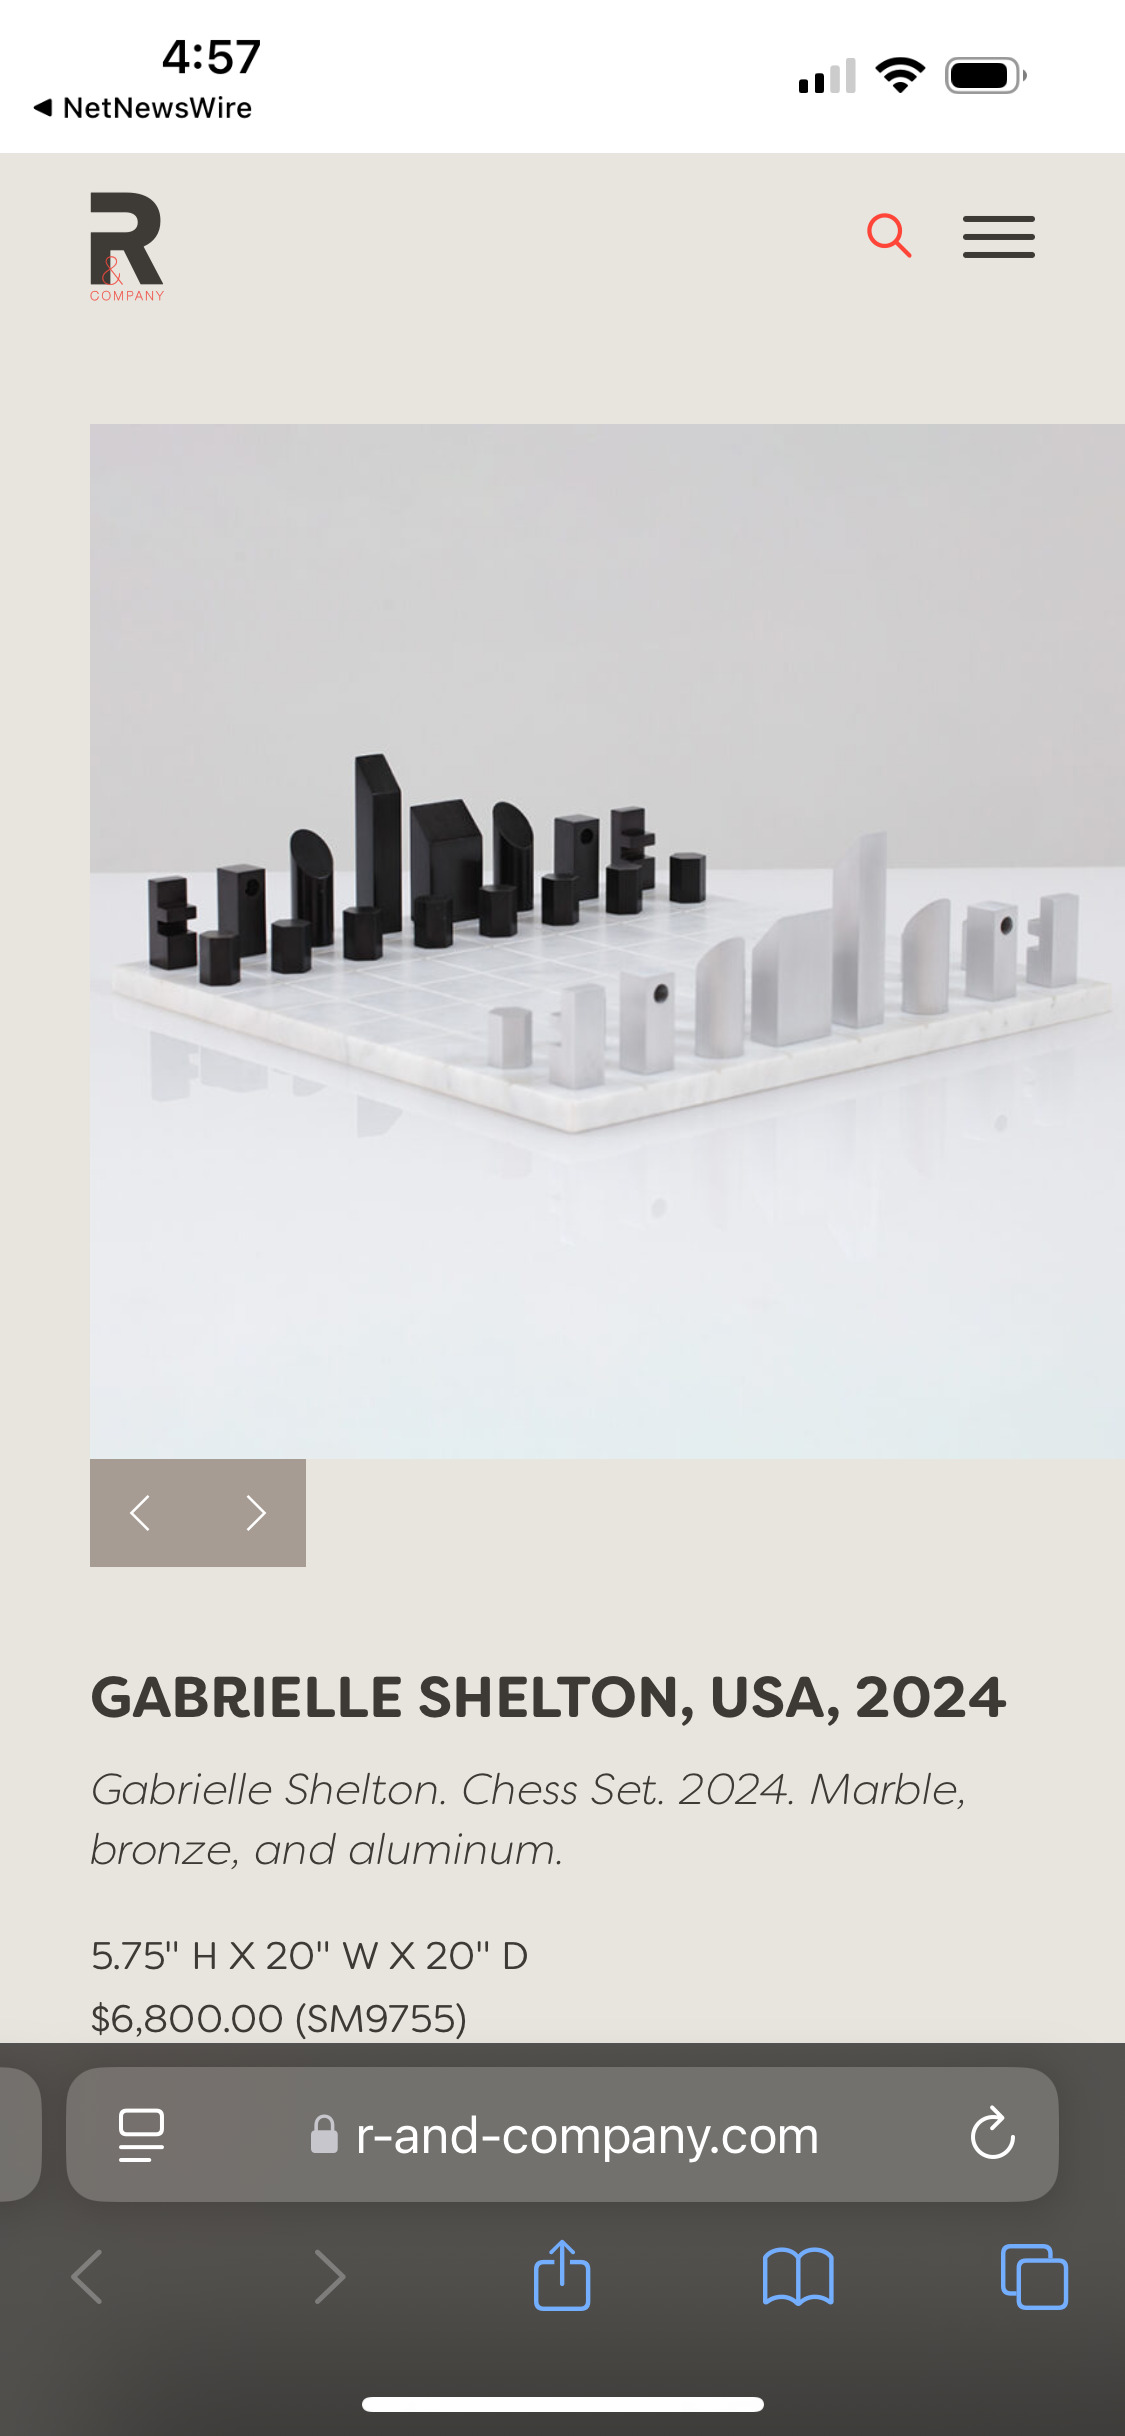 4:57
◀ NetNewsWire
R
&
COMPANY
GABRIELLE SHELTON, USA, 2024
Gabrielle Shelton. Chess Set. 2024. Marble,
bronze, and aluminum.
5.75" H X 20" W X 20" D
$6,800.00 (SM9755)
r-and-company.com